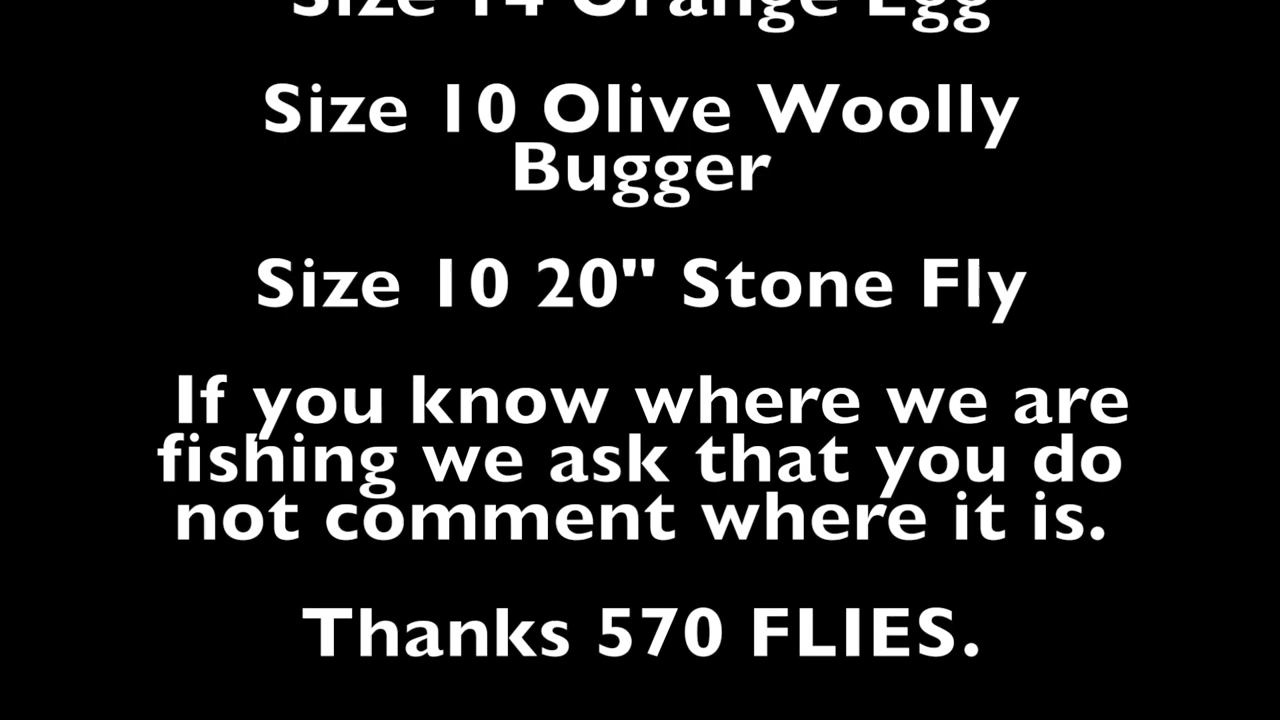 Size 14 Orange Egg
Size 10 Olive Woolly
Bugger
Size 10 20" Stone Fly
If you know where we are
fishing we ask that you do
not comment where it is.
Thanks 570 FLIES.